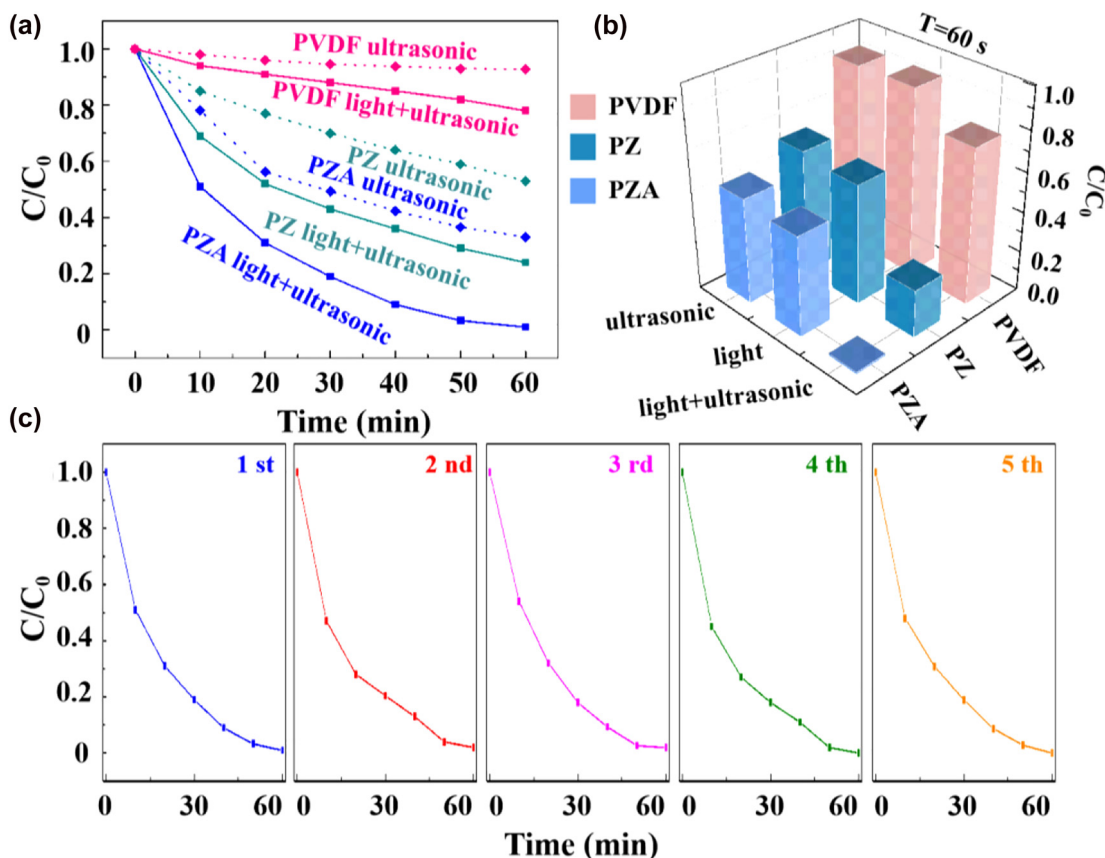 (a)
1.0
0.8
0.6
0.4
0.2
0
C/C0
PVDF ultrasonic
PVDF light+ultrasonic
PZ ultrasonic
PZA ultrasonic
PZ light+ultrasonic
PZA light+ultrasonic
0 10 20 30 40 50 60
Time (min)
(b)
T=60 s
PVDF
PZ
PZA
1.0
0.8
0.6
0.4
0.2
0.0
C/C0
ultrasonic
light
light+ultrasonic
PZA
PZ
PVDF
(c)
1 st
2 nd
3 rd
4 th
5 th
1.0
0.8
0.6
0.4
0.2
0
C/C0
0 30 60 0 30 60 0 30 60 0 30 60 0 30 60
Time (min)